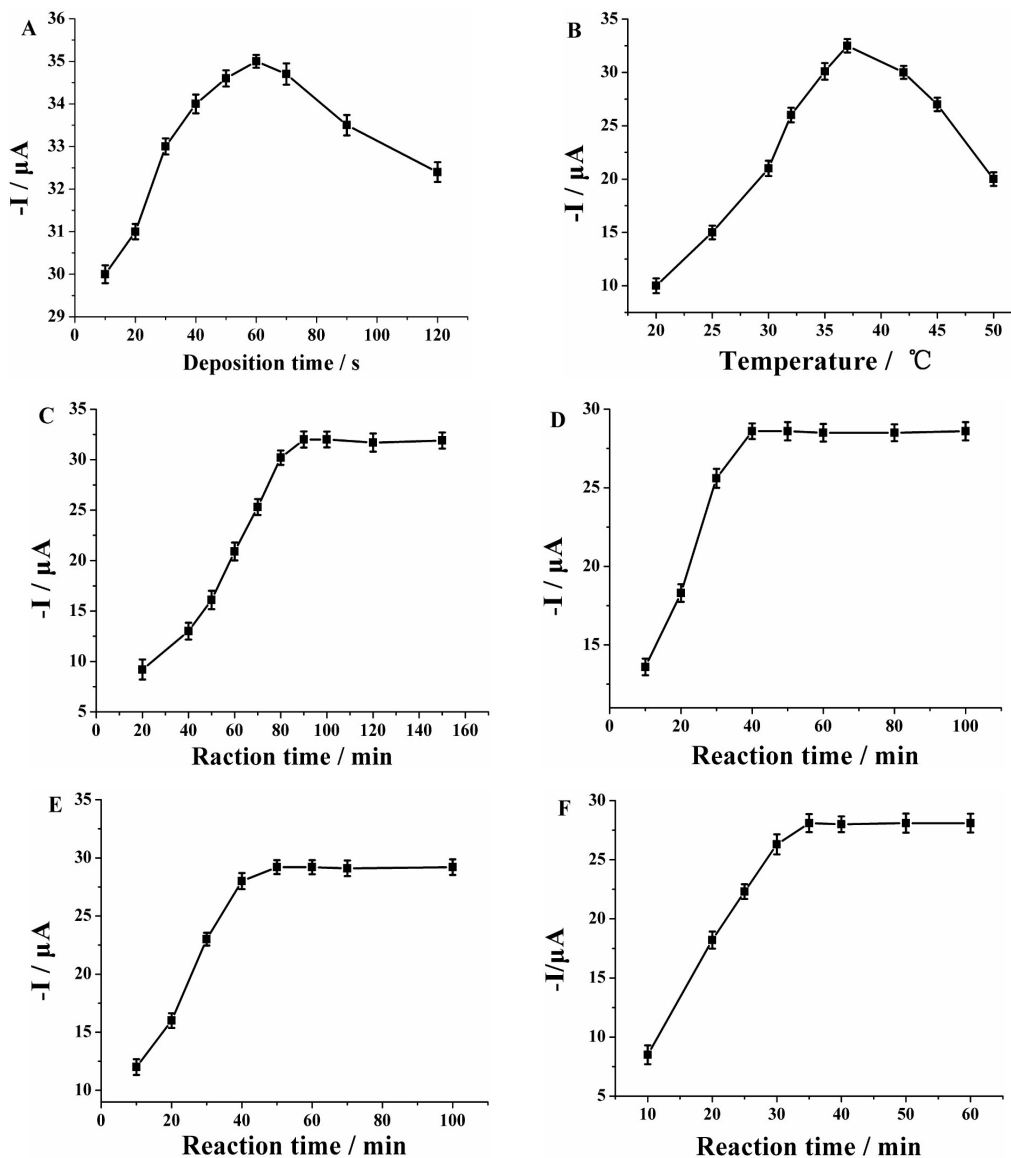 A
36
35
34
33
32
31
30
29
-I / µA
0 20 40 60 80 100 120
Deposition time / s
B
35
30
25
20
15
10
-I / µA
20 25 30 35 40 45 50
Temperature / ℃
C
35
30
25
20
15
10
5
-I / µA
0 20 40 60 80 100 120 140 160
Raction time / min
D
30
25
20
15
-I / µA
0 20 40 60 80 100
Reaction time / min
E
35
30
25
20
15
10
-I / µA
0 20 40 60 80 100
Reaction time / min
F
30
25
20
15
10
5
-I/µA
10 20 30 40 50 60
Reaction time / min